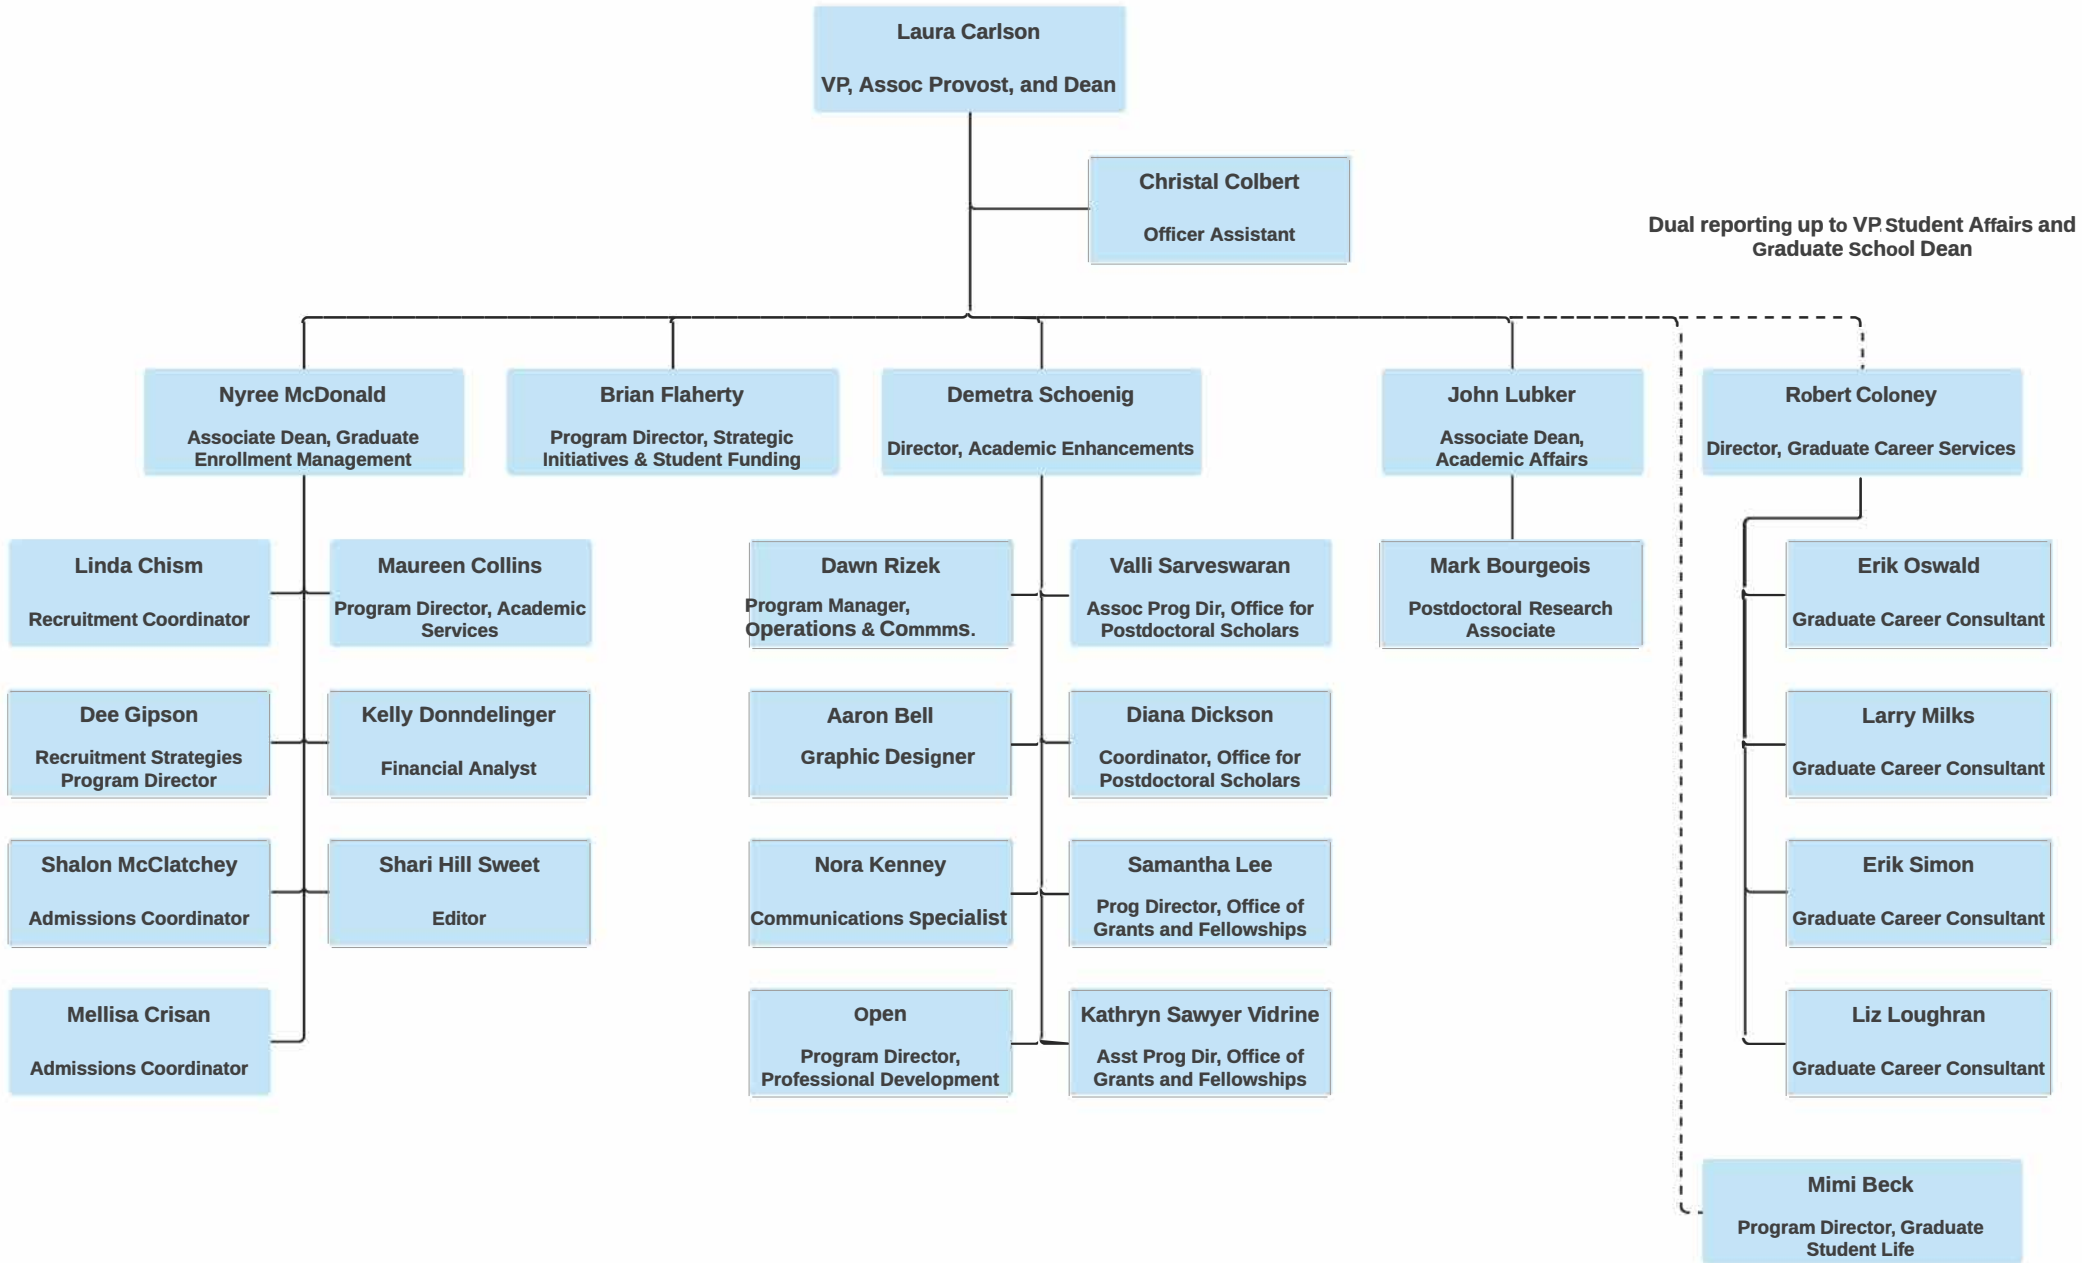 Laura Carlson
VP, Assoc Provost, and Dean
Christal Colbert
Officer Assistant
Dual reporting up to VP Student Affairs and
Graduate School Dean
Nyree McDonald
Associate Dean, Graduate
Enrollment Management
Brian Flaherty
Program Director, Strategic
Initiatives & Student Funding
Demetra Schoenig
Director, Academic Enhancements
John Lubker
Associate Dean,
Academic Affairs
Robert Coloney
Director, Graduate Career Services
Linda Chism
Recruitment Coordinator
Maureen Collins
Program Director, Academic
Services
Dawn Rizek
Program Manager,
Operations & Commms.
Valli Sarveswaran
Assoc Prog Dir, Office for
Postdoctoral Scholars
Mark Bourgeois
Postdoctoral Research
Associate
Erik Oswald
Graduate Career Consultant
Dee Gipson
Recruitment Strategies
Program Director
Kelly Donndelinger
Financial Analyst
Aaron Bell
Graphic Designer
Diana Dickson
Coordinator, Office for
Postdoctoral Scholars
Larry Milks
Graduate Career Consultant
Shalon McClatchey
Admissions Coordinator
Shari Hill Sweet
Editor
Nora Kenney
Communications Specialist
Samantha Lee
Prog Director, Office of
Grants and Fellowships
Erik Simon
Graduate Career Consultant
Mellisa Crisan
Admissions Coordinator
Open
Program Director,
Professional Development
Kathryn Sawyer Vidrine
Asst Prog Dir, Office of
Grants and Fellowships
Liz Loughran
Graduate Career Consultant
Mimi Beck
Program Director, Graduate
Student Life